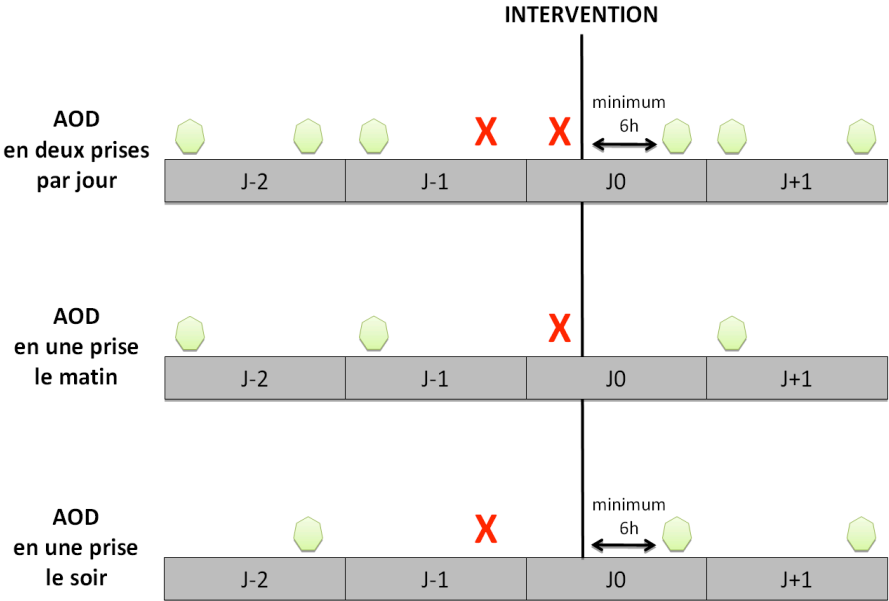 INTERVENTION
AOD
en deux prises
par jour
X
X
minimum
6h
J-2
J-1
J0
J+1
AOD
en une prise
le matin
X
J-2
J-1
J0
J+1
AOD
en une prise
le soir
X
minimum
6h
J-2
J-1
J0
J+1